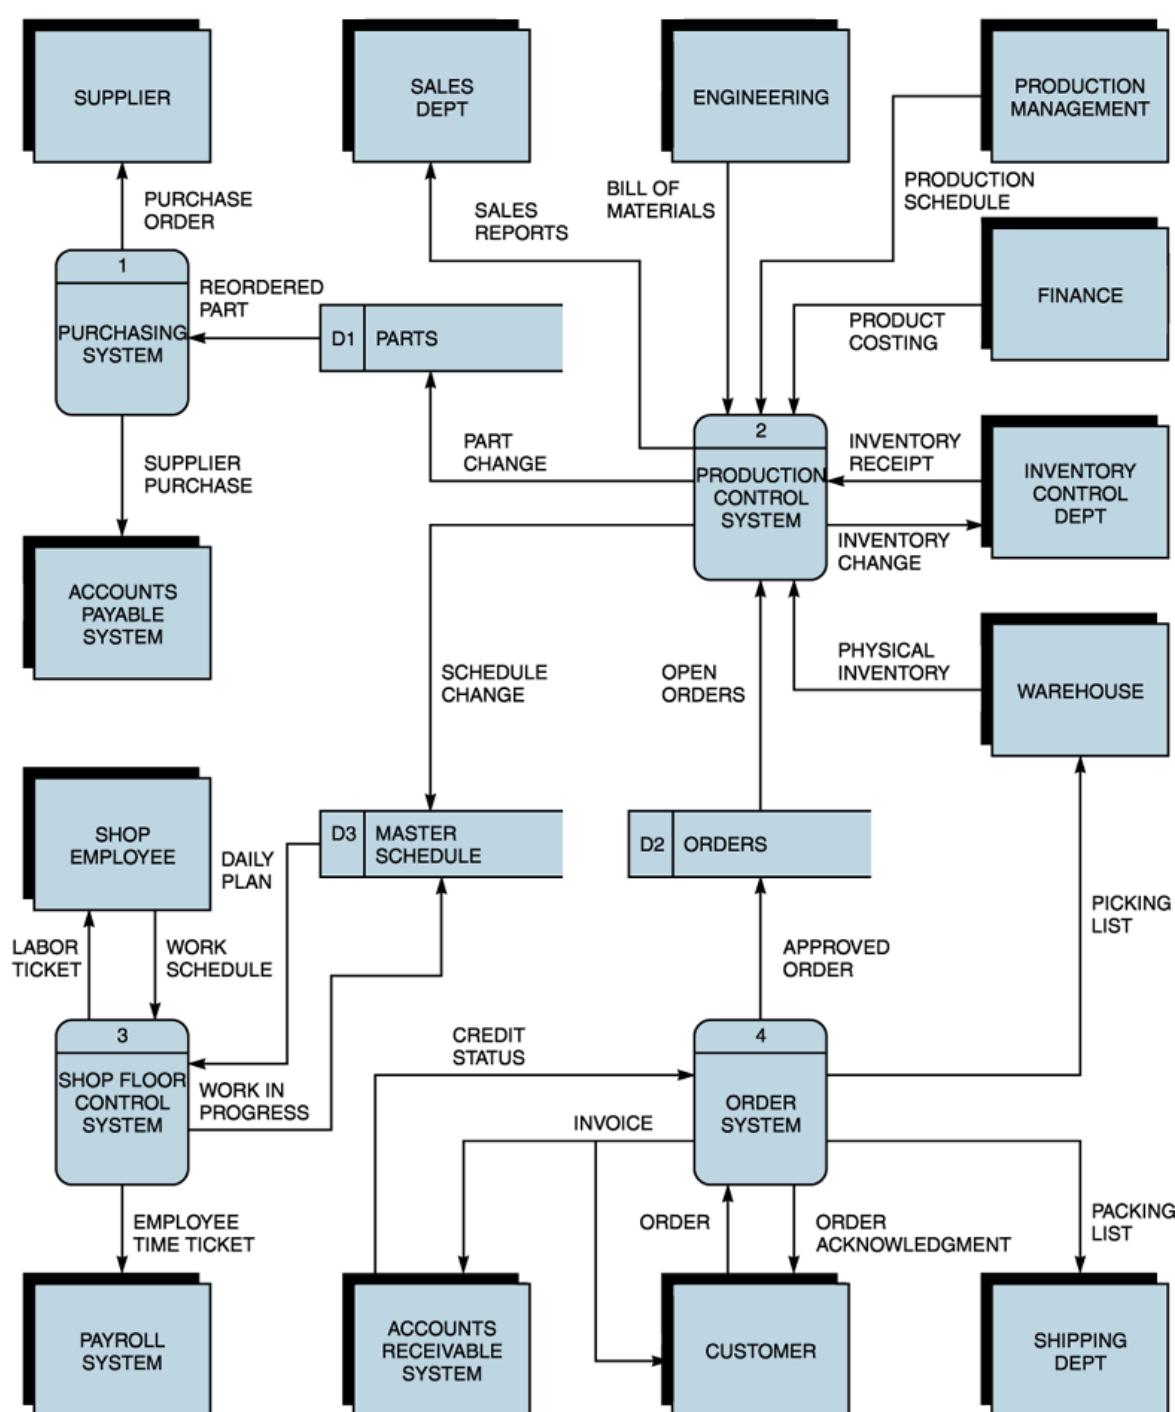 SUPPLIER
SALES
DEPT
ENGINEERING
PRODUCTION
MANAGEMENT
PURCHASE
ORDER
SALES
REPORTS
BILL OF
MATERIALS
PRODUCTION
SCHEDULE
1
PURCHASING
SYSTEM
REORDERED
PART
D1
PARTS
FINANCE
PRODUCT
COSTING
SUPPLIER
PURCHASE
PART
CHANGE
2
PRODUCTION
CONTROL
SYSTEM
INVENTORY
RECEIPT
INVENTORY
CONTROL
DEPT
INVENTORY
CHANGE
ACCOUNTS
PAYABLE
SYSTEM
SCHEDULE
CHANGE
OPEN
ORDERS
PHYSICAL
INVENTORY
WAREHOUSE
SHOP
EMPLOYEE
DAILY
PLAN
D3
MASTER
SCHEDULE
D2
ORDERS
LABOR
TICKET
WORK
SCHEDULE
APPROVED
ORDER
PICKING
LIST
3
SHOP FLOOR
CONTROL
SYSTEM
WORK IN
PROGRESS
CREDIT
STATUS
4
ORDER
SYSTEM
INVOICE
EMPLOYEE
TIME TICKET
ORDER
ORDER
ACKNOWLEDGMENT
PACKING
LIST
PAYROLL
SYSTEM
ACCOUNTS
RECEIVABLE
SYSTEM
CUSTOMER
SHIPPING
DEPT